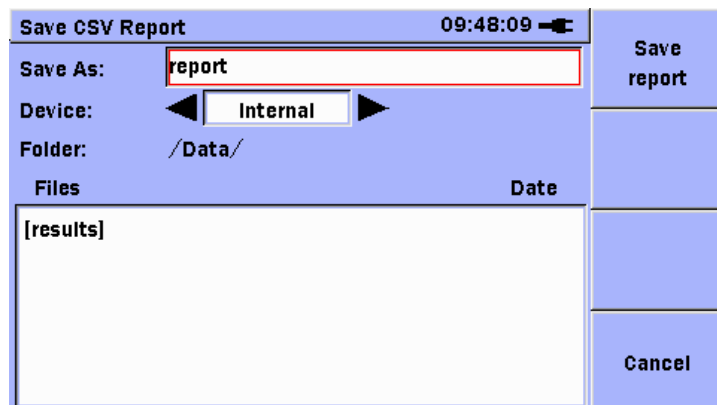 Save CSV Report 09:48:09
Save As: report
Device: Internal
Folder: /Data/
Files Date
[results]
Save
report
Cancel